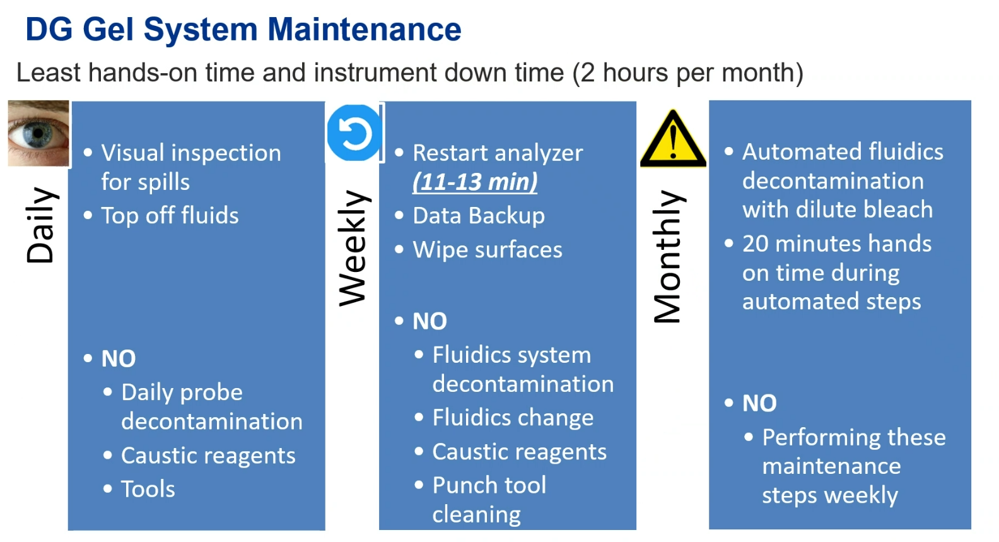 DG Gel System Maintenance
Least hands-on time and instrument down time (2 hours per month)
Daily
• Visual inspection
for spills
• Top off fluids
• NO
• Daily probe
decontamination
• Caustic reagents
• Tools
Weekly
• Restart analyzer
(11-13 min)
• Data Backup
• Wipe surfaces
• NO
• Fluidics system
decontamination
• Fluidics change
• Caustic reagents
• Punch tool
cleaning
Monthly
• Automated fluidics
decontamination
with dilute bleach
• 20 minutes hands
on time during
automated steps
• NO
• Performing these
maintenance
steps weekly